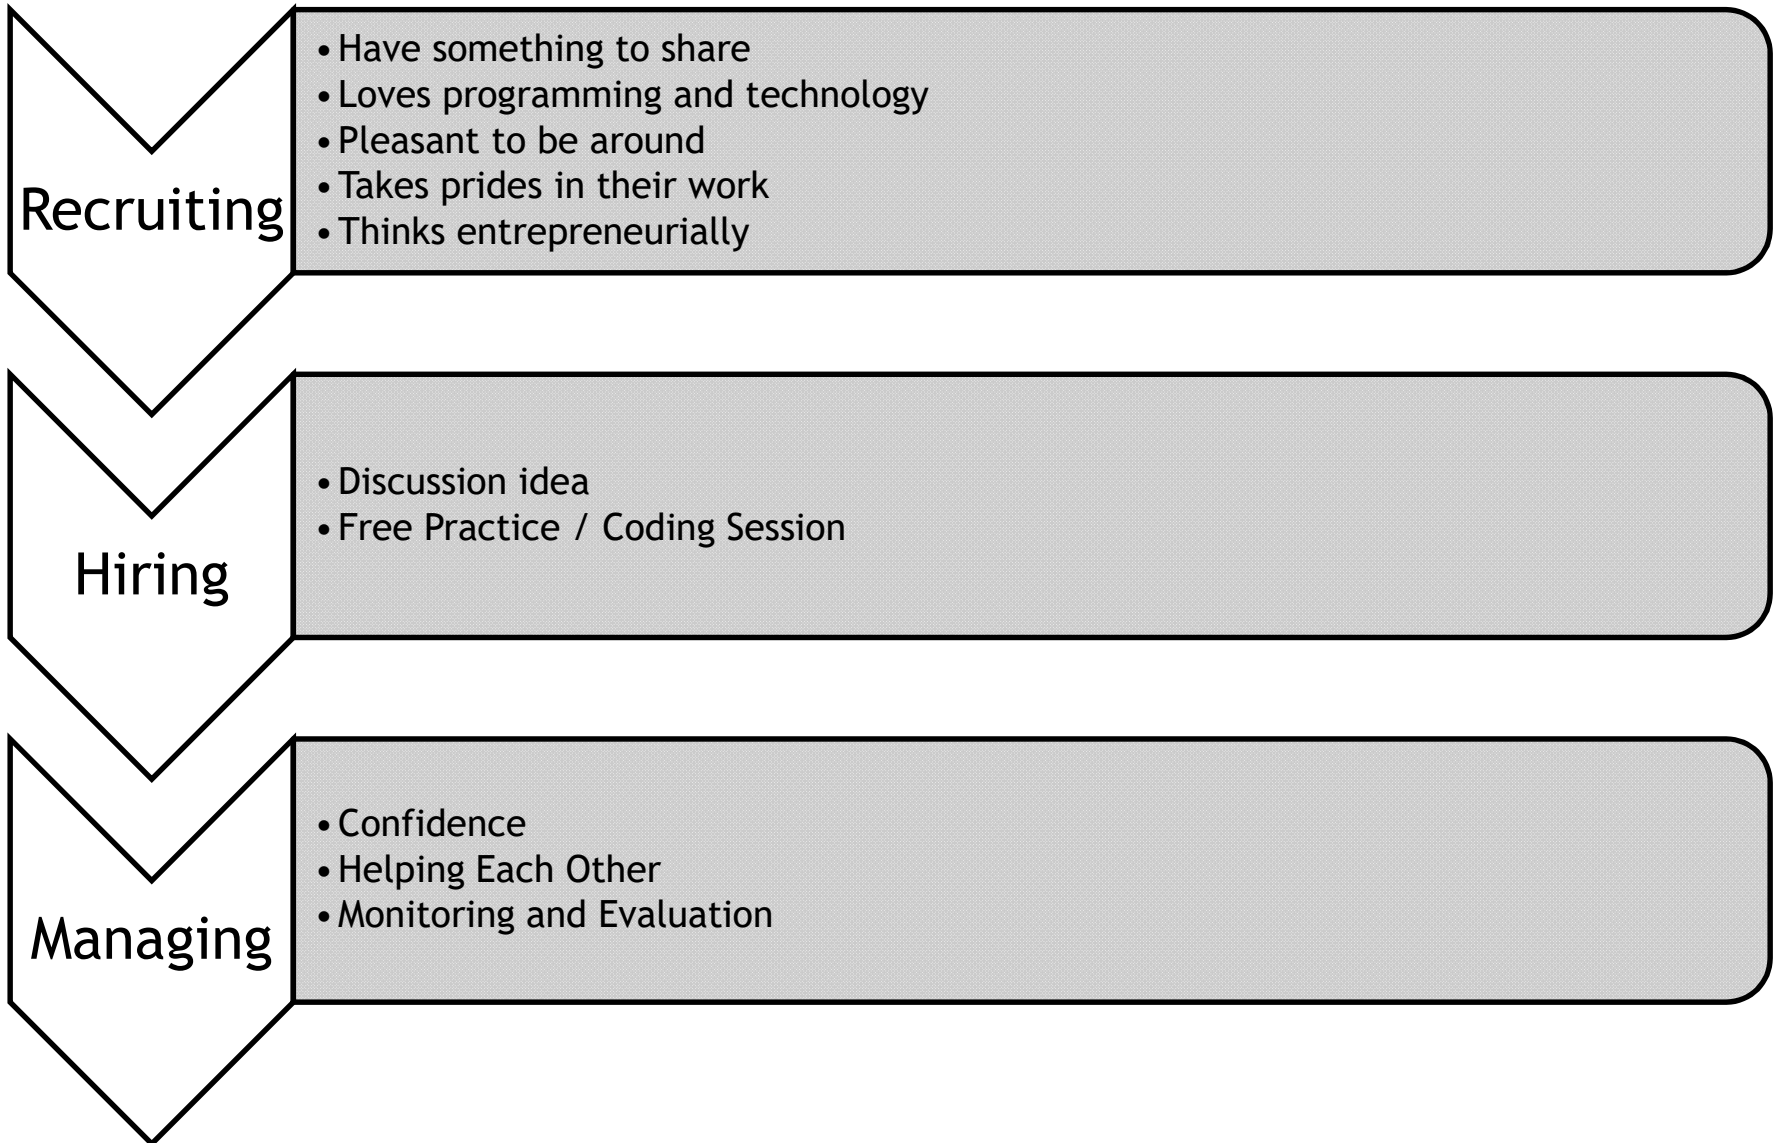 Recruiting
• Have something to share
• Loves programming and technology
• Pleasant to be around
• Takes prides in their work
• Thinks entrepreneurially
Hiring
• Discussion idea
• Free Practice / Coding Session
Managing
• Confidence
• Helping Each Other
• Monitoring and Evaluation